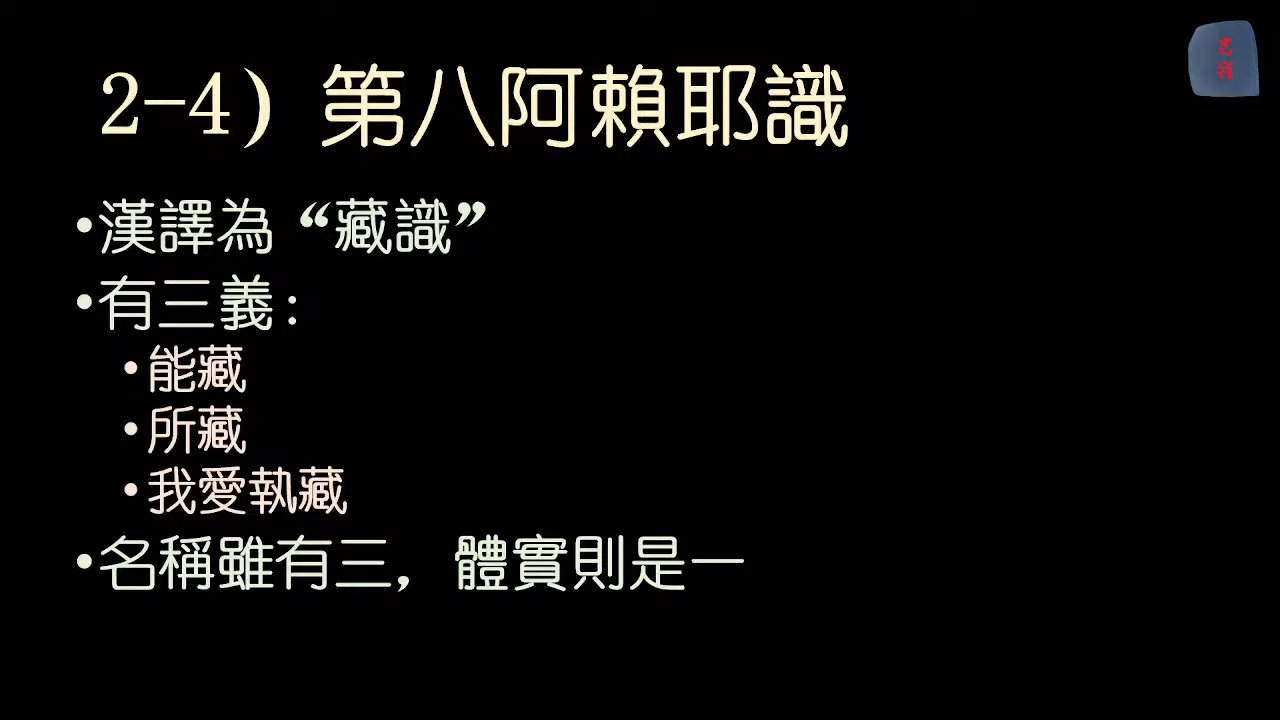 2-4）第八阿賴耶識
•漢譯為“藏識”
•有三義：
•能藏
•所藏
•我愛執藏
•名稱雖有三，體實則是一